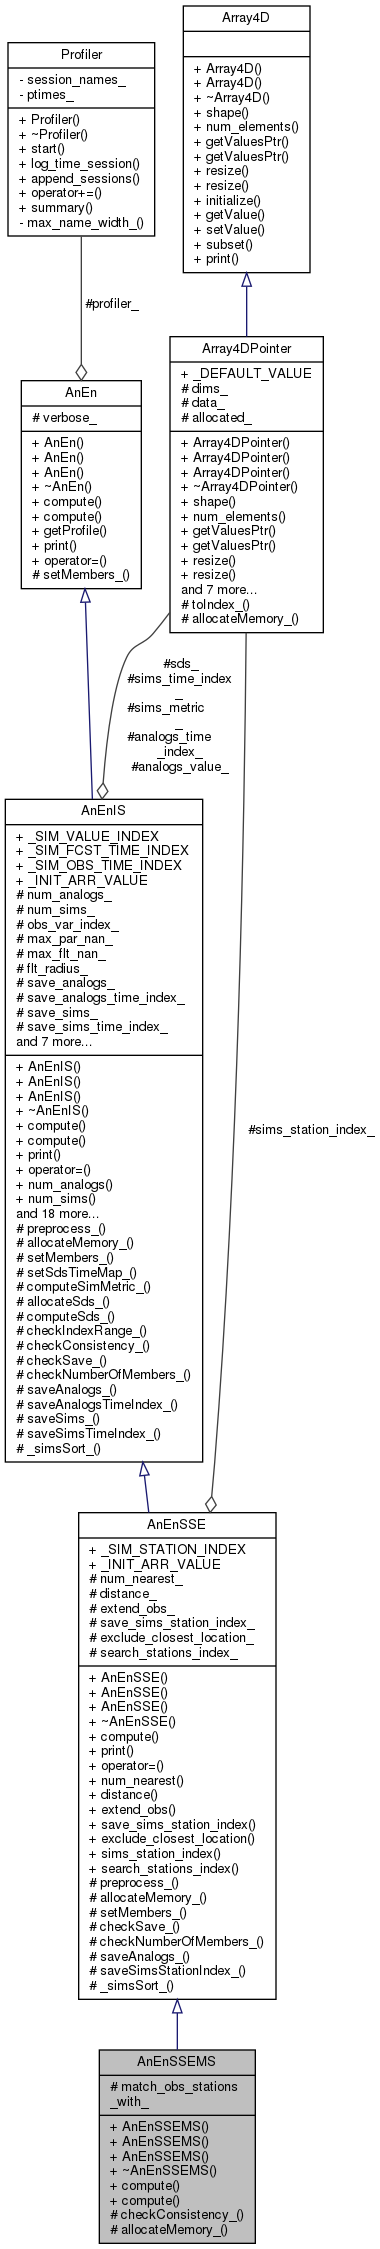 Profiler
- session_names_
- ptimes_
+ Profiler()
+ ~Profiler()
+ start()
+ log_time_session()
+ append_sessions()
+ operator+=()
+ summary()
- max_name_width_()
Array4D
+ Array4D()
+ Array4D()
+ ~Array4D()
+ shape()
+ num_elements()
+ getValuesPtr()
+ getValuesPtr()
+ resize()
+ resize()
+ initialize()
+ getValue()
+ setValue()
+ subset()
+ print()
#profiler_
AnEn
# verbose_
+ AnEn()
+ AnEn()
+ AnEn()
+ ~AnEn()
+ compute()
+ compute()
+ getProfile()
+ print()
+ operator=()
# setMembers_()
Array4DPointer
+ _DEFAULT_VALUE
# dims_
# data_
# allocated_
+ Array4DPointer()
+ Array4DPointer()
+ Array4DPointer()
+ ~Array4DPointer()
+ shape()
+ num_elements()
+ getValuesPtr()
+ getValuesPtr()
+ resize()
+ resize()
and 7 more...
# toIndex_()
# allocateMemory_()
#sds_
#sims_time_index
_
#sims_metric
_
#analogs_time
_index_
#analogs_value_
AnEnIS
+ _SIM_VALUE_INDEX
+ _SIM_FCST_TIME_INDEX
+ _SIM_OBS_TIME_INDEX
+ _INIT_ARR_VALUE
# num_analogs_
# num_sims_
# obs_var_index_
# max_par_nan_
# max_flt_nan_
# flt_radius_
# save_analogs_
# save_analogs_time_index_
# save_sims_
# save_sims_time_index_
and 7 more...
+ AnEnIS()
+ AnEnIS()
+ AnEnIS()
+ ~AnEnIS()
+ compute()
+ compute()
+ print()
+ operator=()
+ num_analogs()
+ num_sims()
and 18 more...
# preprocess_()
# allocateMemory_()
# setMembers_()
# setSdsTimeMap_()
# computeSimMetric_()
# allocateSds_()
# computeSds_()
# checkIndexRange_()
# checkConsistency_()
# checkSave_()
# checkNumberOfMembers_()
# saveAnalogs_()
# saveAnalogsTimeIndex_()
# saveSims_()
# saveSimsTimeIndex_()
# _simsSort_()
#sims_station_index_
AnEnSSE
+ _SIM_STATION_INDEX
+ _INIT_ARR_VALUE
# num_nearest_
# distance_
# extend_obs_
# save_sims_station_index_
# exclude_closest_location_
# search_stations_index_
+ AnEnSSE()
+ AnEnSSE()
+ AnEnSSE()
+ ~AnEnSSE()
+ compute()
+ print()
+ operator=()
+ num_nearest()
+ distance()
+ extend_obs()
+ save_sims_station_index()
+ exclude_closest_location()
+ sims_station_index()
+ search_stations_index()
# preprocess_()
# allocateMemory_()
# setMembers_()
# checkSave_()
# checkNumberOfMembers_()
# saveAnalogs_()
# saveSimsStationIndex_()
# _simsSort_()
AnEnSSEMS
# match_obs_stations
_with_
+ AnEnSSEMS()
+ AnEnSSEMS()
+ AnEnSSEMS()
+ ~AnEnSSEMS()
+ compute()
+ compute()
# checkConsistency_()
# allocateMemory_()